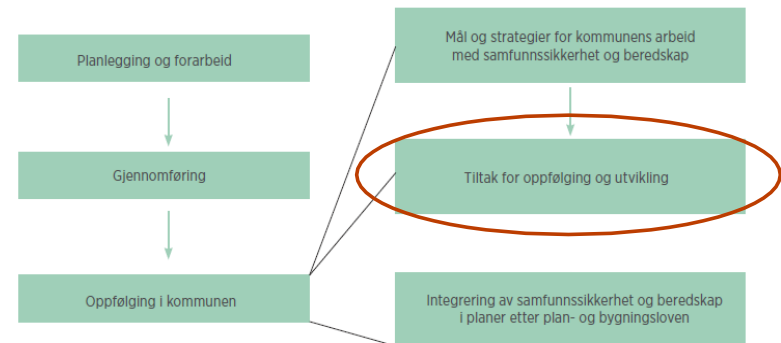 Planlegging og forarbeid
Gjennomføring
Oppfølging i kommunen
Mål og strategier for kommunens arbeid
med samfunnssikkerhet og beredskap
Tiltak for oppfølging og utvikling
Integrering av samfunnssikkerhet og beredskap
i planer etter plan- og bygningsloven